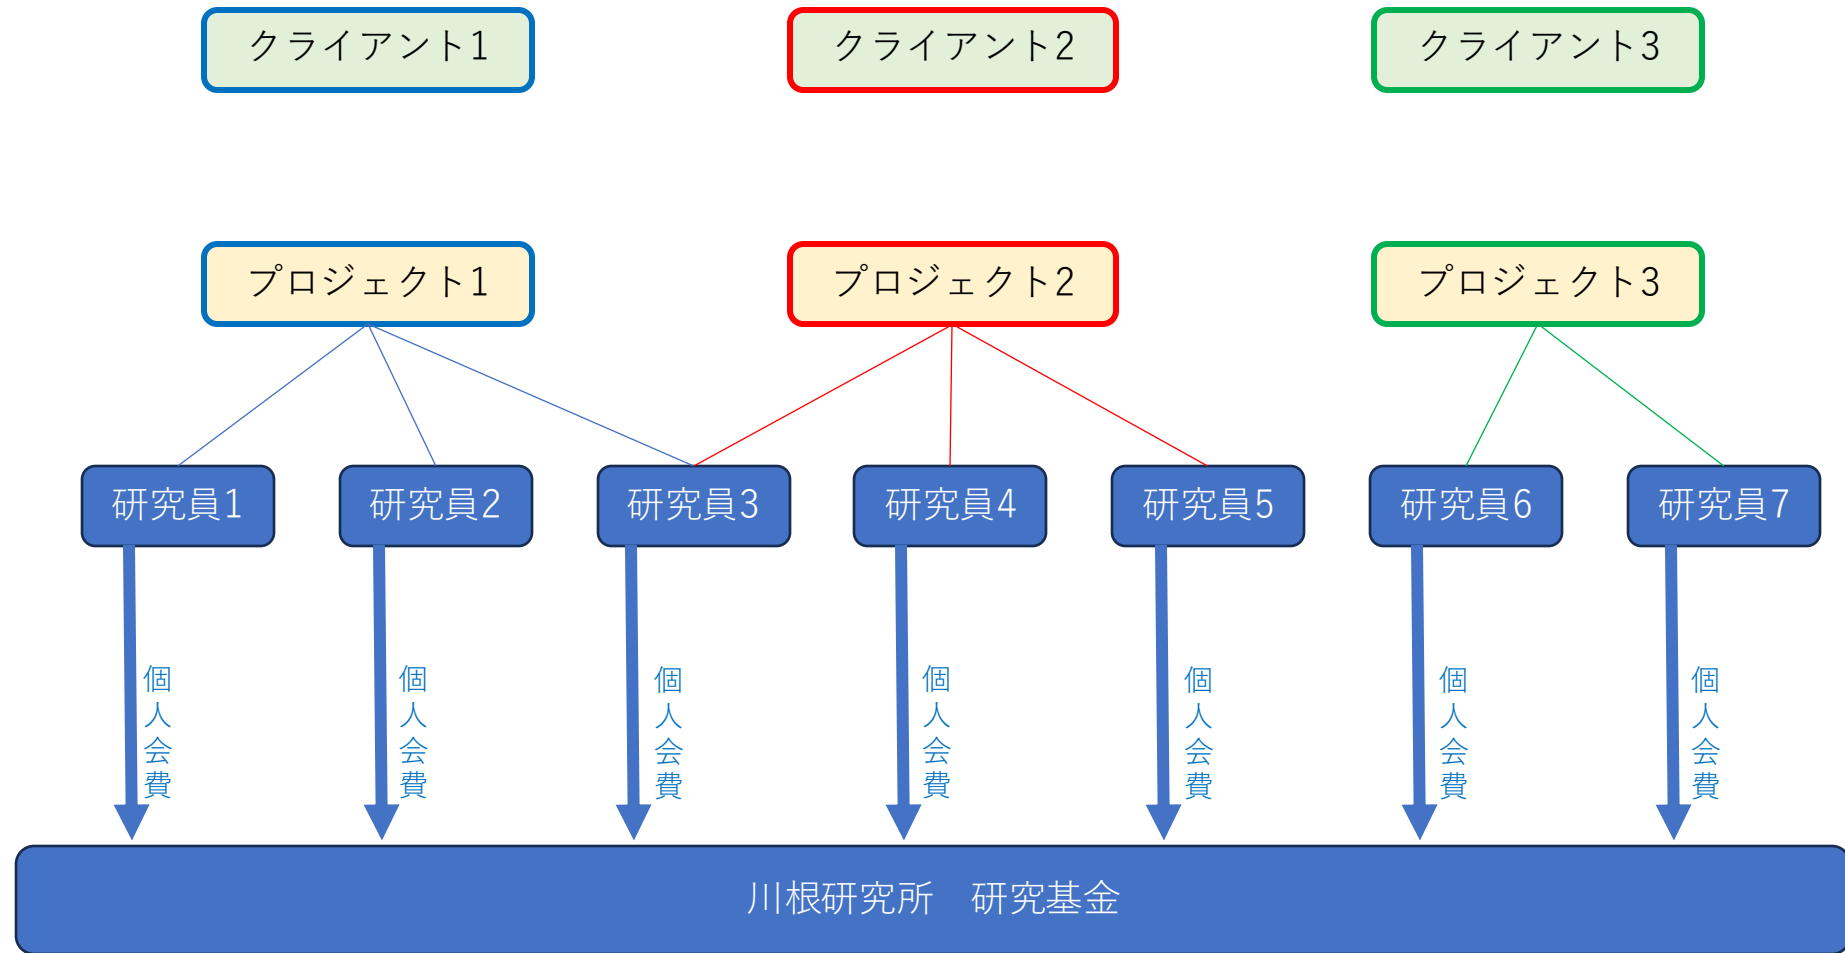 クライアント1
クライアント2
クライアント3
プロジェクト1
プロジェクト2
プロジェクト3
研究員1
研究員2
研究員3
研究員4
研究員5
研究員6
研究員7
個人会費
個人会費
個人会費
個人会費
個人会費
個人会費
個人会費
川根研究所　研究基金